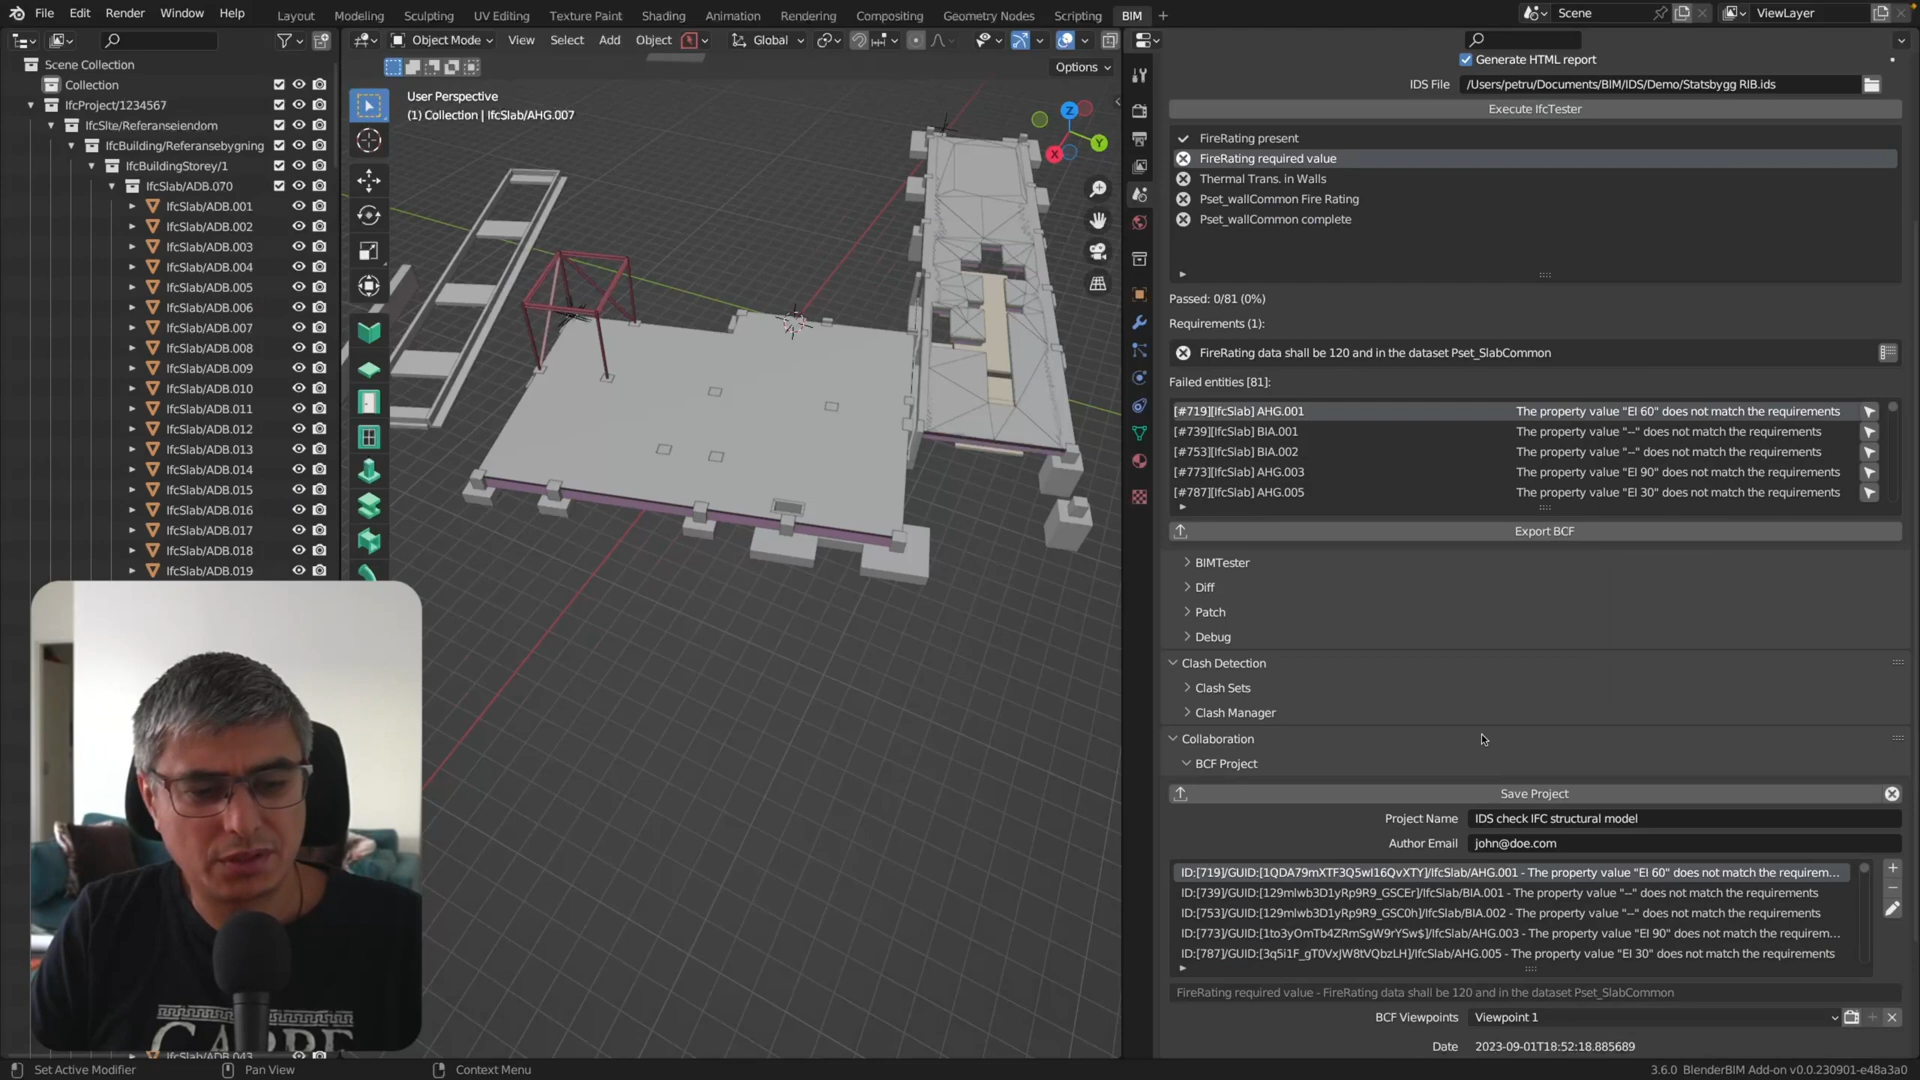 File Edit Render Window Help Layout Modeling Sculpting UV Editing Texture Paint Shading Animation Rendering Compositing Geometry Nodes Scripting BIM Scene ViewLayer
Object Mode View Select Add Object Global
Options
Scene Collection
Collection
IfcProject/1234567
IfcSite/Referanseiendom
IfcBuilding/Referansebygning
IfcBuildingStorey/1
IfcSlab/ADB.070
IfcSlab/ADB.001
IfcSlab/ADB.002
IfcSlab/ADB.003
IfcSlab/ADB.004
IfcSlab/ADB.005
IfcSlab/ADB.006
IfcSlab/ADB.007
IfcSlab/ADB.008
IfcSlab/ADB.009
IfcSlab/ADB.010
IfcSlab/ADB.011
IfcSlab/ADB.012
IfcSlab/ADB.013
IfcSlab/ADB.014
IfcSlab/ADB.015
IfcSlab/ADB.016
IfcSlab/ADB.017
IfcSlab/ADB.018
IfcSlab/ADB.019
IfcSlab/ADB.043
User Perspective
(1) Collection | IfcSlab/AHG.007
Z
Y
X
Generate HTML report
IDS File /Users/petru/Documents/BIM/IDS/Demo/Statsbygg RIB.ids
Execute IfcTester
FireRating present
FireRating required value
Thermal Trans. in Walls
Pset_wallCommon Fire Rating
Pset_wallCommon complete
Passed: 0/81 (0%)
Requirements (1):
FireRating data shall be 120 and in the dataset Pset_SlabCommon
Failed entities [81]:
[#719][IfcSlab] AHG.001 The property value "EI 60" does not match the requirements
[#739][IfcSlab] BIA.001 The property value "--" does not match the requirements
[#753][IfcSlab] BIA.002 The property value "--" does not match the requirements
[#773][IfcSlab] AHG.003 The property value "EI 90" does not match the requirements
[#787][IfcSlab] AHG.005 The property value "EI 30" does not match the requirements
Export BCF
BIMTester
Diff
Patch
Debug
Clash Detection
Clash Sets
Clash Manager
Collaboration
BCF Project
Save Project
Project Name IDS check IFC structural model
Author Email john@doe.com
ID:[719]/GUID:[1QDA79mXTF3Q5wI16QvXTY]/IfcSlab/AHG.001 - The property value "EI 60" does not match the requirem...
ID:[739]/GUID:[129mlwb3D1yRp9R9_GSCEr]/IfcSlab/BIA.001 - The property value "--" does not match the requirements
ID:[753]/GUID:[129mlwb3D1yRp9R9_GSC0h]/IfcSlab/BIA.002 - The property value "--" does not match the requirements
ID:[773]/GUID:[1to3yOmTb4ZRmSgW9rYSw$]/IfcSlab/AHG.003 - The property value "EI 90" does not match the requirem...
ID:[787]/GUID:[3q5i1F_gT0VxJW8tVQbzLH]/IfcSlab/AHG.005 - The property value "EI 30" does not match the requirements
FireRating required value - FireRating data shall be 120 and in the dataset Pset_SlabCommon
BCF Viewpoints Viewpoint 1
Date 2023-09-01T18:52:18.885689
Set Active Modifier Pan View Context Menu 3.6.0 BlenderBIM Add-on v0.0.230901-e48a3a0